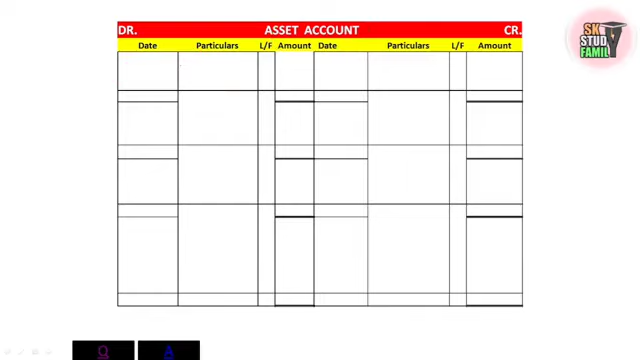 DR. ASSET ACCOUNT CR.
Date Particulars L/F Amount Date Particulars L/F Amount
SK
STUD
FAMIL
Q A